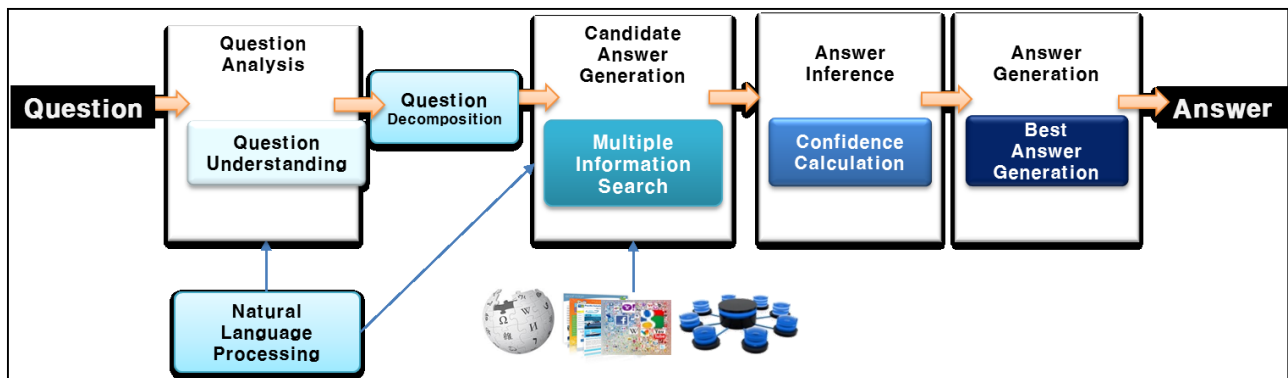 Question
Question
Analysis
Question
Understanding
Question
Decomposition
Candidate
Answer
Generation
Multiple
Information
Search
Answer
Inference
Confidence
Calculation
Answer
Generation
Best
Answer
Generation
Answer
Natural
Language
Processing
Ω
W
И